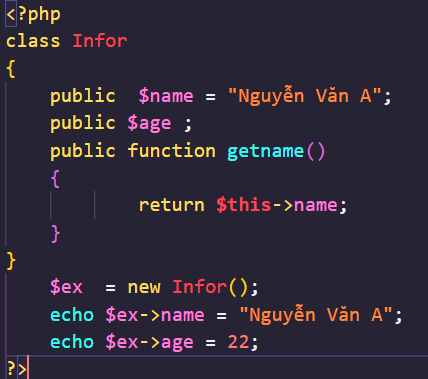 <?php
class Infor
{
    public  $name = "Nguyễn Văn A";
    public $age ;
    public function getname()
    {
            return $this->name;
    }
}
    $ex  = new Infor();
    echo $ex->name = "Nguyễn Văn A";
    echo $ex->age = 22;
?>